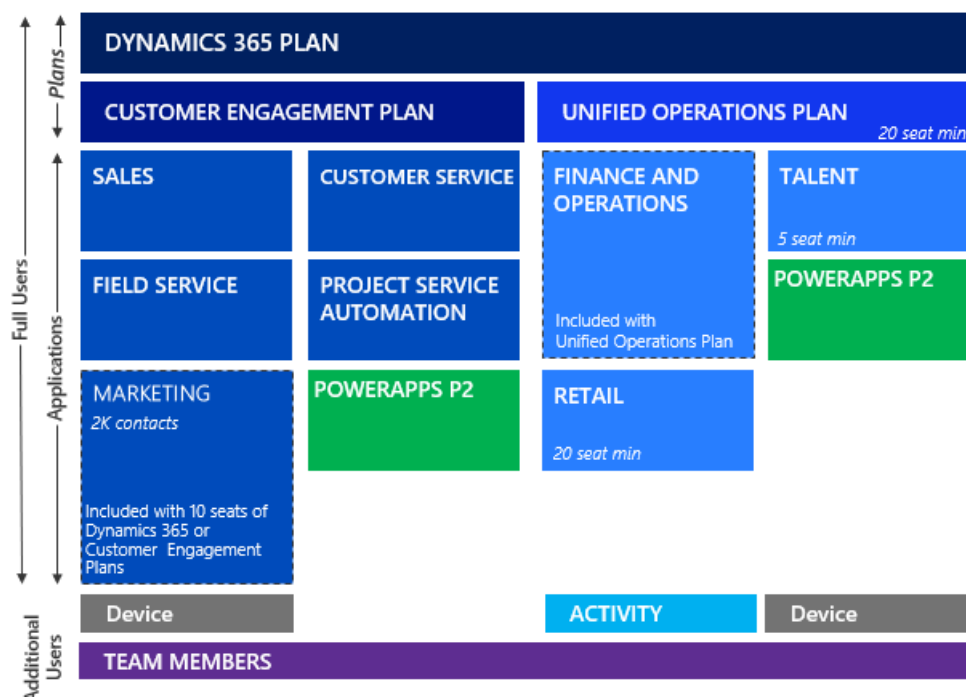 DYNAMICS 365 PLAN
CUSTOMER ENGAGEMENT PLAN
UNIFIED OPERATIONS PLAN
20 seat min
Plans
Full Users
Applications
SALES
CUSTOMER SERVICE
FINANCE AND
OPERATIONS
Included with
Unified Operations Plan
TALENT
5 seat min
FIELD SERVICE
PROJECT SERVICE
AUTOMATION
POWERAPPS P2
MARKETING
2K contacts
Included with 10 seats of
Dynamics 365 or
Customer Engagement
Plans
POWERAPPS P2
RETAIL
20 seat min
Additional
Users
Device
ACTIVITY
Device
TEAM MEMBERS